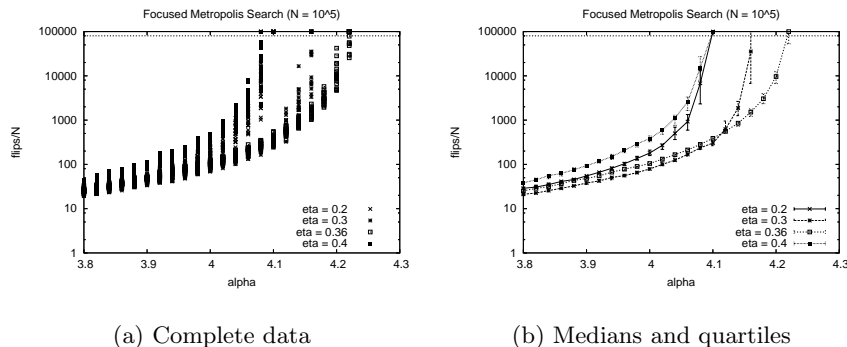 Focused Metropolis Search (N = 10^5)
100000
10000
1000
100
10
1
flips/N
3.8 3.9 4 4.1 4.2 4.3
alpha
eta = 0.2
eta = 0.3
eta = 0.36
eta = 0.4
(a) Complete data
Focused Metropolis Search (N = 10^5)
100000
10000
1000
100
10
1
flips/N
3.8 3.9 4 4.1 4.2 4.3
alpha
eta = 0.2
eta = 0.3
eta = 0.36
eta = 0.4
(b) Medians and quartiles